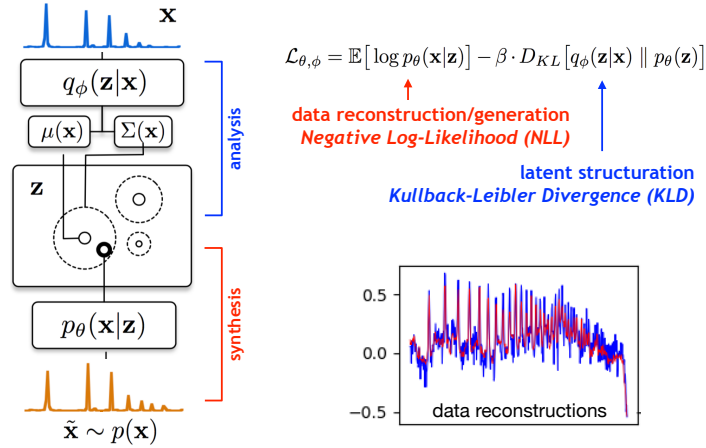 x
qϕ(z|x)
μ(x)
Σ(x)
z
pθ(x|z)
x̃ ∼ p(x)
analysis
synthesis
ℒθ,ϕ = 𝔼[log pθ(x|z)] − β · DKL[qϕ(z|x) ∥ pθ(z)]
data reconstruction/generation
Negative Log-Likelihood (NLL)
latent structuration
Kullback-Leibler Divergence (KLD)
0.5
0.0
−0.5
data reconstructions